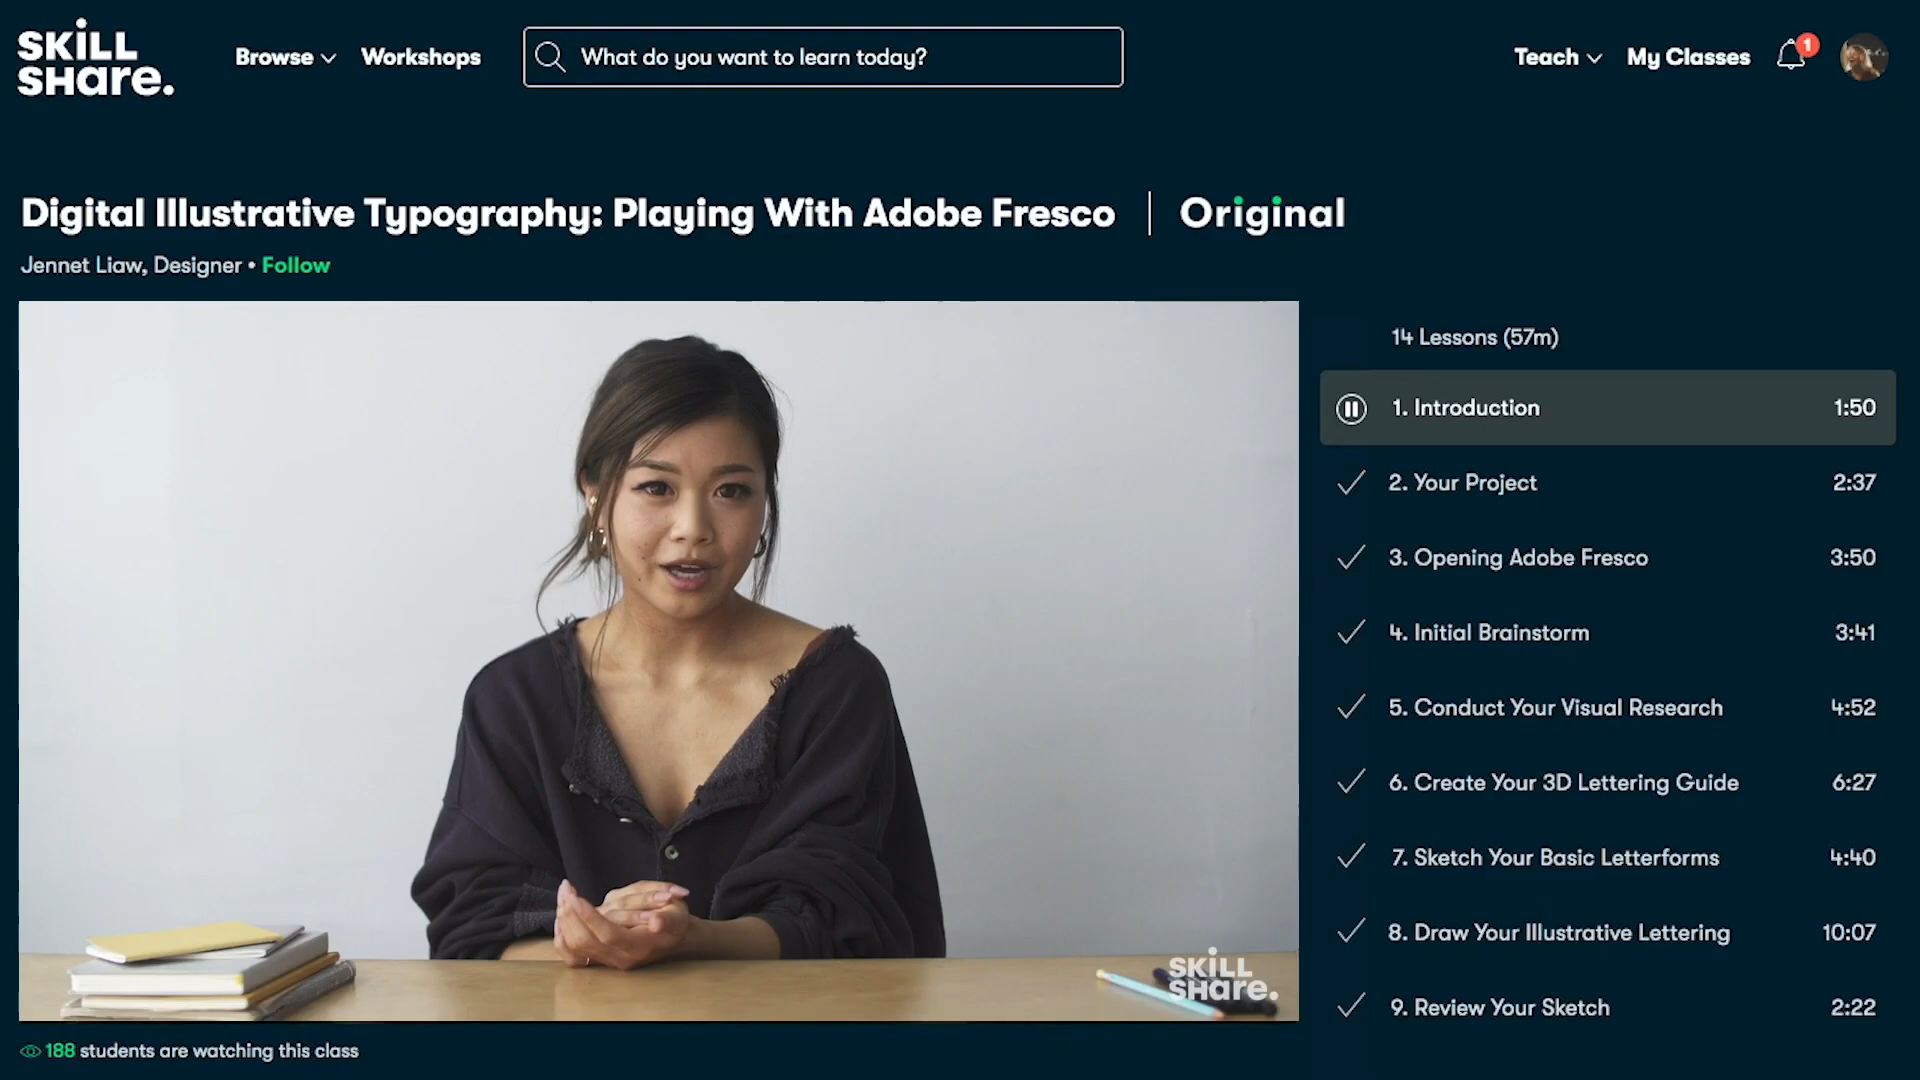 SKILL
SHare.
Browse
Workshops
What do you want to learn today?
Teach
My Classes
1
Digital Illustrative Typography: Playing With Adobe Fresco | Original
Jennet Liaw, Designer • Follow
14 Lessons (57m)
1. Introduction 1:50
2. Your Project 2:37
3. Opening Adobe Fresco 3:50
4. Initial Brainstorm 3:41
5. Conduct Your Visual Research 4:52
6. Create Your 3D Lettering Guide 6:27
7. Sketch Your Basic Letterforms 4:40
8. Draw Your Illustrative Lettering 10:07
9. Review Your Sketch 2:22
SKILL
SHare.
188 students are watching this class